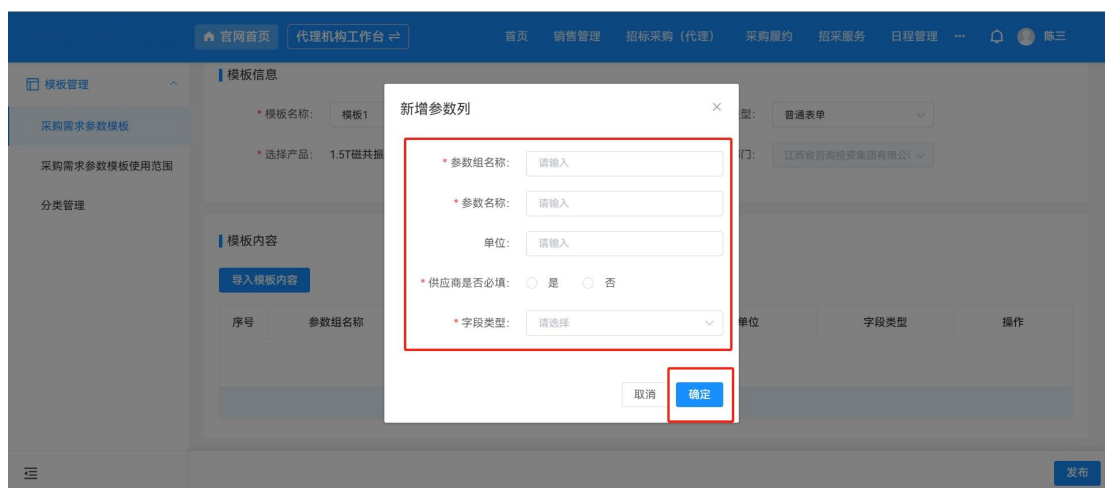 官网首页 代理机构工作台 首页 销售管理 招标采购（代理） 采购履约 招采服务 日程管理 ··· 陈三
模板管理
采购需求参数模板
采购需求参数模板使用范围
分类管理
模板信息
* 模板名称: 模板1 型: 普通表单
* 选择产品: 1.5T磁共振 门: 江西省咨询投资集团有限公
模板内容
导入模板内容
序号 参数组名称 单位 字段类型 操作
新增参数列
* 参数组名称: 请输入
* 参数名称: 请输入
单位: 请输入
* 供应商是否必填: 是 否
* 字段类型: 请选择
取消 确定
发布